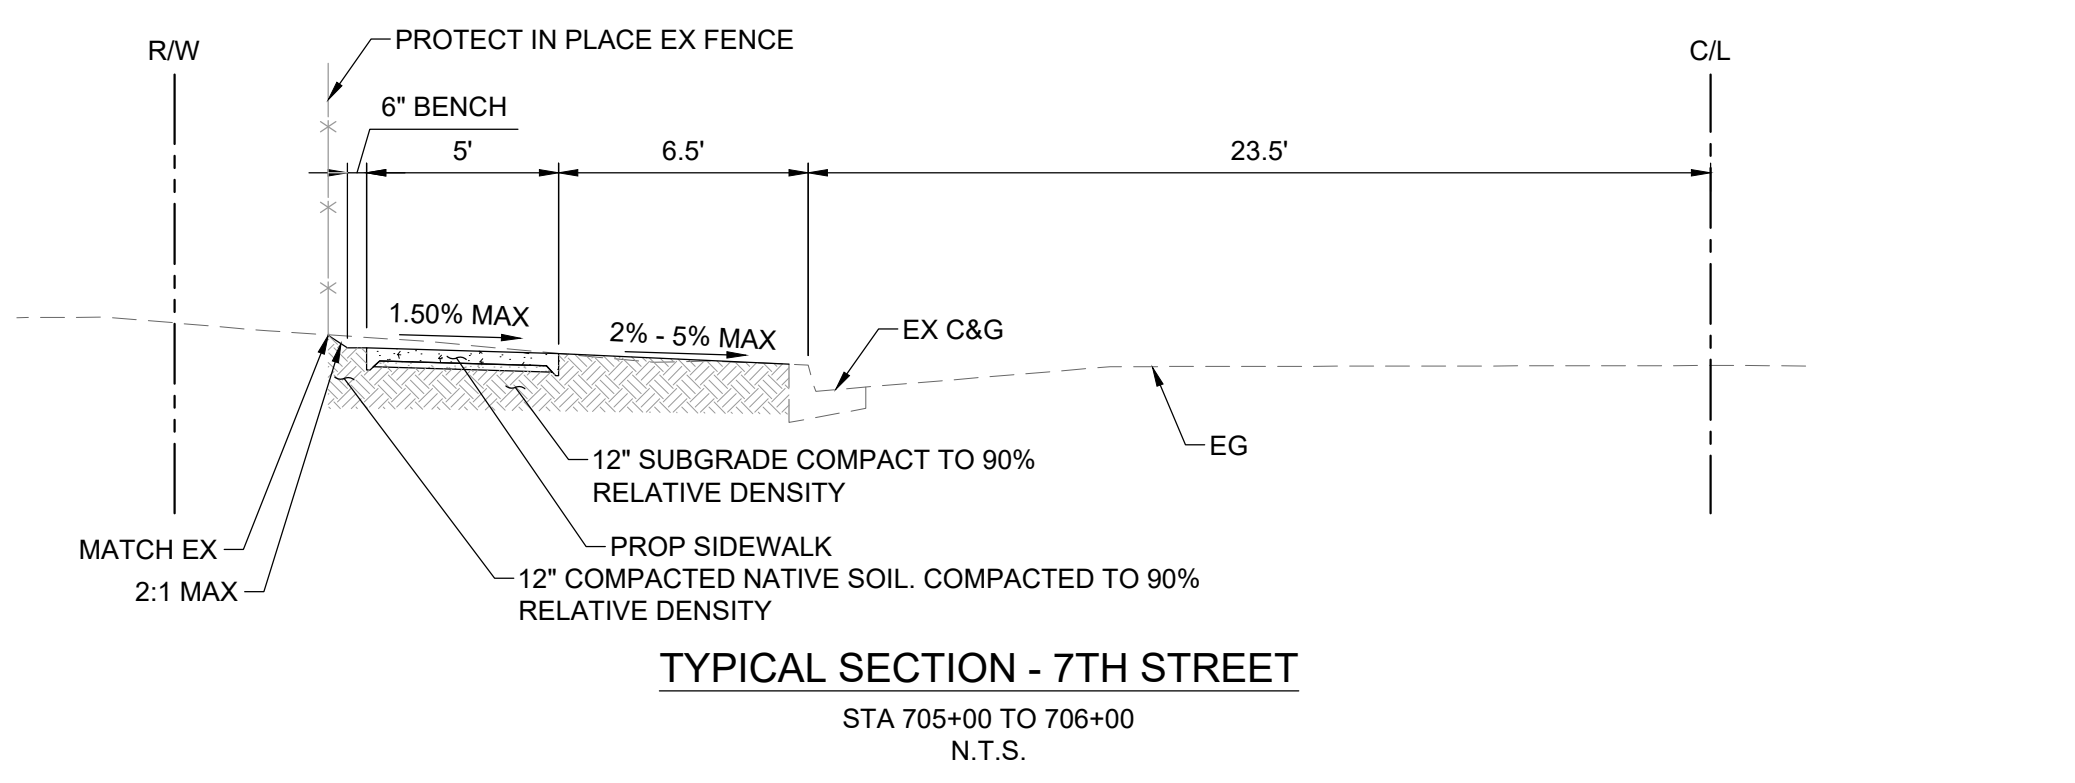 PROTECT IN PLACE EX FENCE
R/W
C/L
6" BENCH
5'
6.5'
23.5'
1.50% MAX
2% - 5% MAX
EX C&G
EG
12" SUBGRADE COMPACT TO 90%
RELATIVE DENSITY
MATCH EX
PROP SIDEWALK
2:1 MAX
12" COMPACTED NATIVE SOIL. COMPACTED TO 90%
RELATIVE DENSITY
TYPICAL SECTION - 7TH STREET
STA 705+00 TO 706+00
N.T.S.